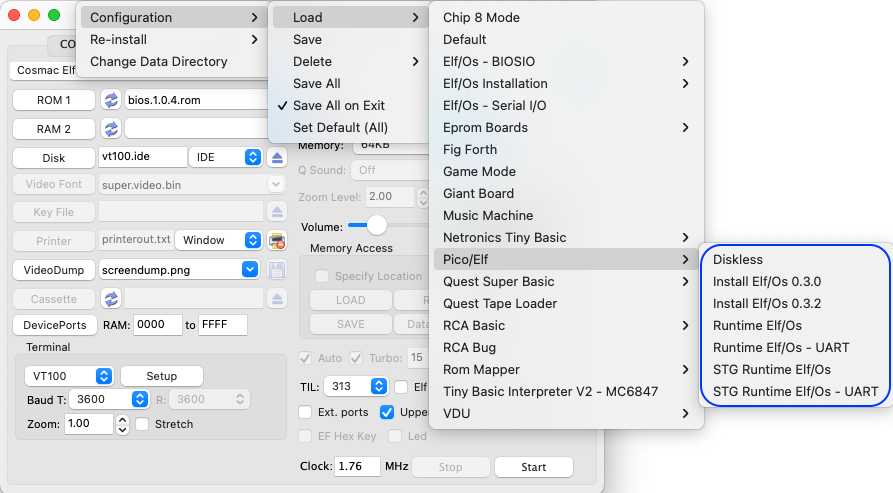 Configuration
Re-install
Change Data Directory
Load
Save
Delete
Save All
Save All on Exit
Set Default (All)
Chip 8 Mode
Default
Elf/Os - BIOSIO
Elf/Os Installation
Elf/Os - Serial I/O
Eprom Boards
Fig Forth
Game Mode
Giant Board
Music Machine
Netronics Tiny Basic
Pico/Elf
Quest Super Basic
Quest Tape Loader
RCA Basic
RCA Bug
Rom Mapper
Tiny Basic Interpreter V2 - MC6847
VDU
Diskless
Install Elf/Os 0.3.0
Install Elf/Os 0.3.2
Runtime Elf/Os
Runtime Elf/Os - UART
STG Runtime Elf/Os
STG Runtime Elf/Os - UART
CO
Cosmac Elf
ROM 1 bios.1.0.4.rom
RAM 2
Disk vt100.ide IDE
Video Font super.video.bin
Key File
Printer printerout.txt Window
VideoDump screendump.png
Cassette
DevicePorts RAM: 0000 to FFFF
Terminal
VT100 Setup
Baud T: 3600 R: 3600
Zoom: 1.00 Stretch
Memory: 64KB
Q Sound: Off
Zoom Level: 2.00
Volume:
Memory Access
Specify Location
LOAD R
SAVE Data
Auto Turbo: 15
TIL: 313 Elf
Ext. ports Upper
EF Hex Key Led
Clock: 1.76 MHz Stop Start